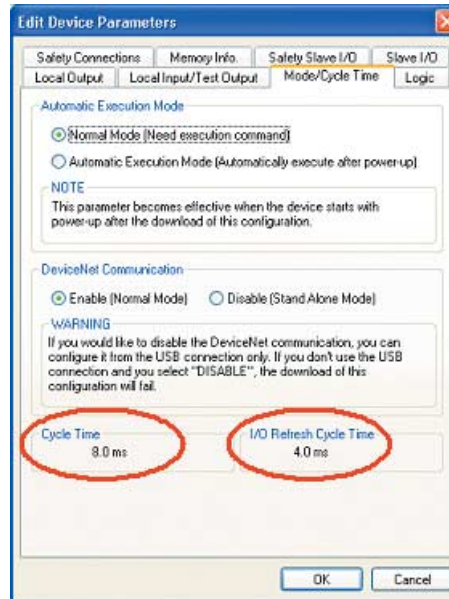 Edit Device Parameters
Safety Connections
Memory Info.
Safety Slave I/O
Slave I/O
Local Output
Local Input/Test Output
Mode/Cycle Time
Logic
Automatic Execution Mode
Normal Mode (Need execution command)
Automatic Execution Mode (Automatically execute after power-up)
NOTE
This parameter becomes effective when the device starts with
power-up after the download of this configuration.
DeviceNet Communication
Enable (Normal Mode)
Disable (Stand Alone Mode)
WARNING
If you would like to disable the DeviceNet communication, you can
configure it from the USB connection only. If you don't use the USB
connection and you select "DISABLE", the download of this
configuration will fail.
Cycle Time
8.0 ms
I/O Refresh Cycle Time
4.0 ms
OK
Cancel